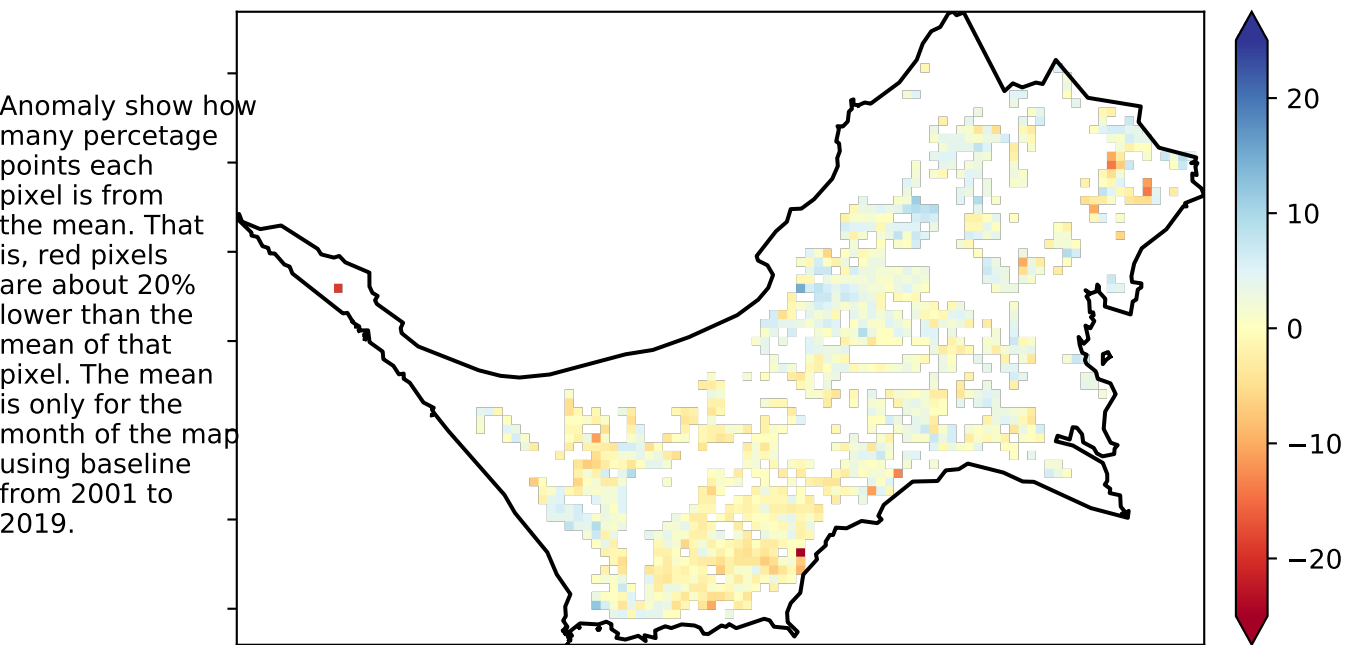 Anomaly show how
many percetage
points each
pixel is from
the mean. That
is, red pixels
are about 20%
lower than the
mean of that
pixel. The mean
is only for the
month of the map
using baseline
from 2001 to
2019.
20
10
0
−10
−20